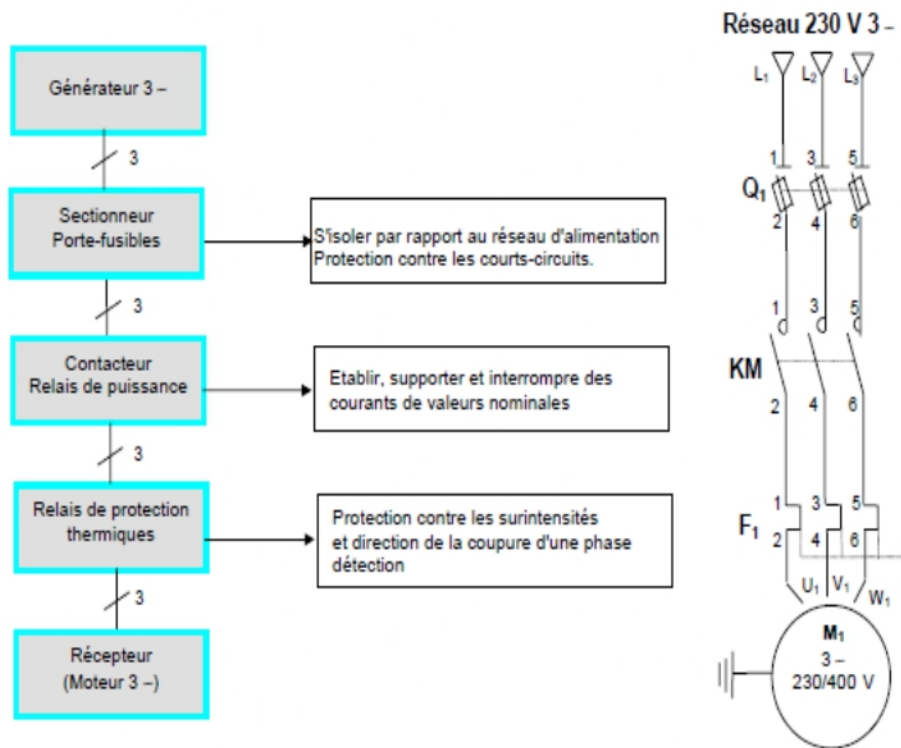 Générateur 3 –
3
Sectionneur
Porte-fusibles
S'isoler par rapport au réseau d'alimentation
Protection contre les courts-circuits.
3
Contacteur
Relais de puissance
Etablir, supporter et interrompre des
courants de valeurs nominales
3
Relais de protection
thermiques
Protection contre les surintensités
et direction de la coupure d'une phase
détection
3
Récepteur
(Moteur 3 –)
Réseau 230 V 3 –
L₁ L₂ L₃
1 3 5
Q₁
2 4 6
1 3 5
KM
2 4 6
1 3 5
F₁
2 4 6
U₁ V₁ W₁
M₁
3 –
230/400 V